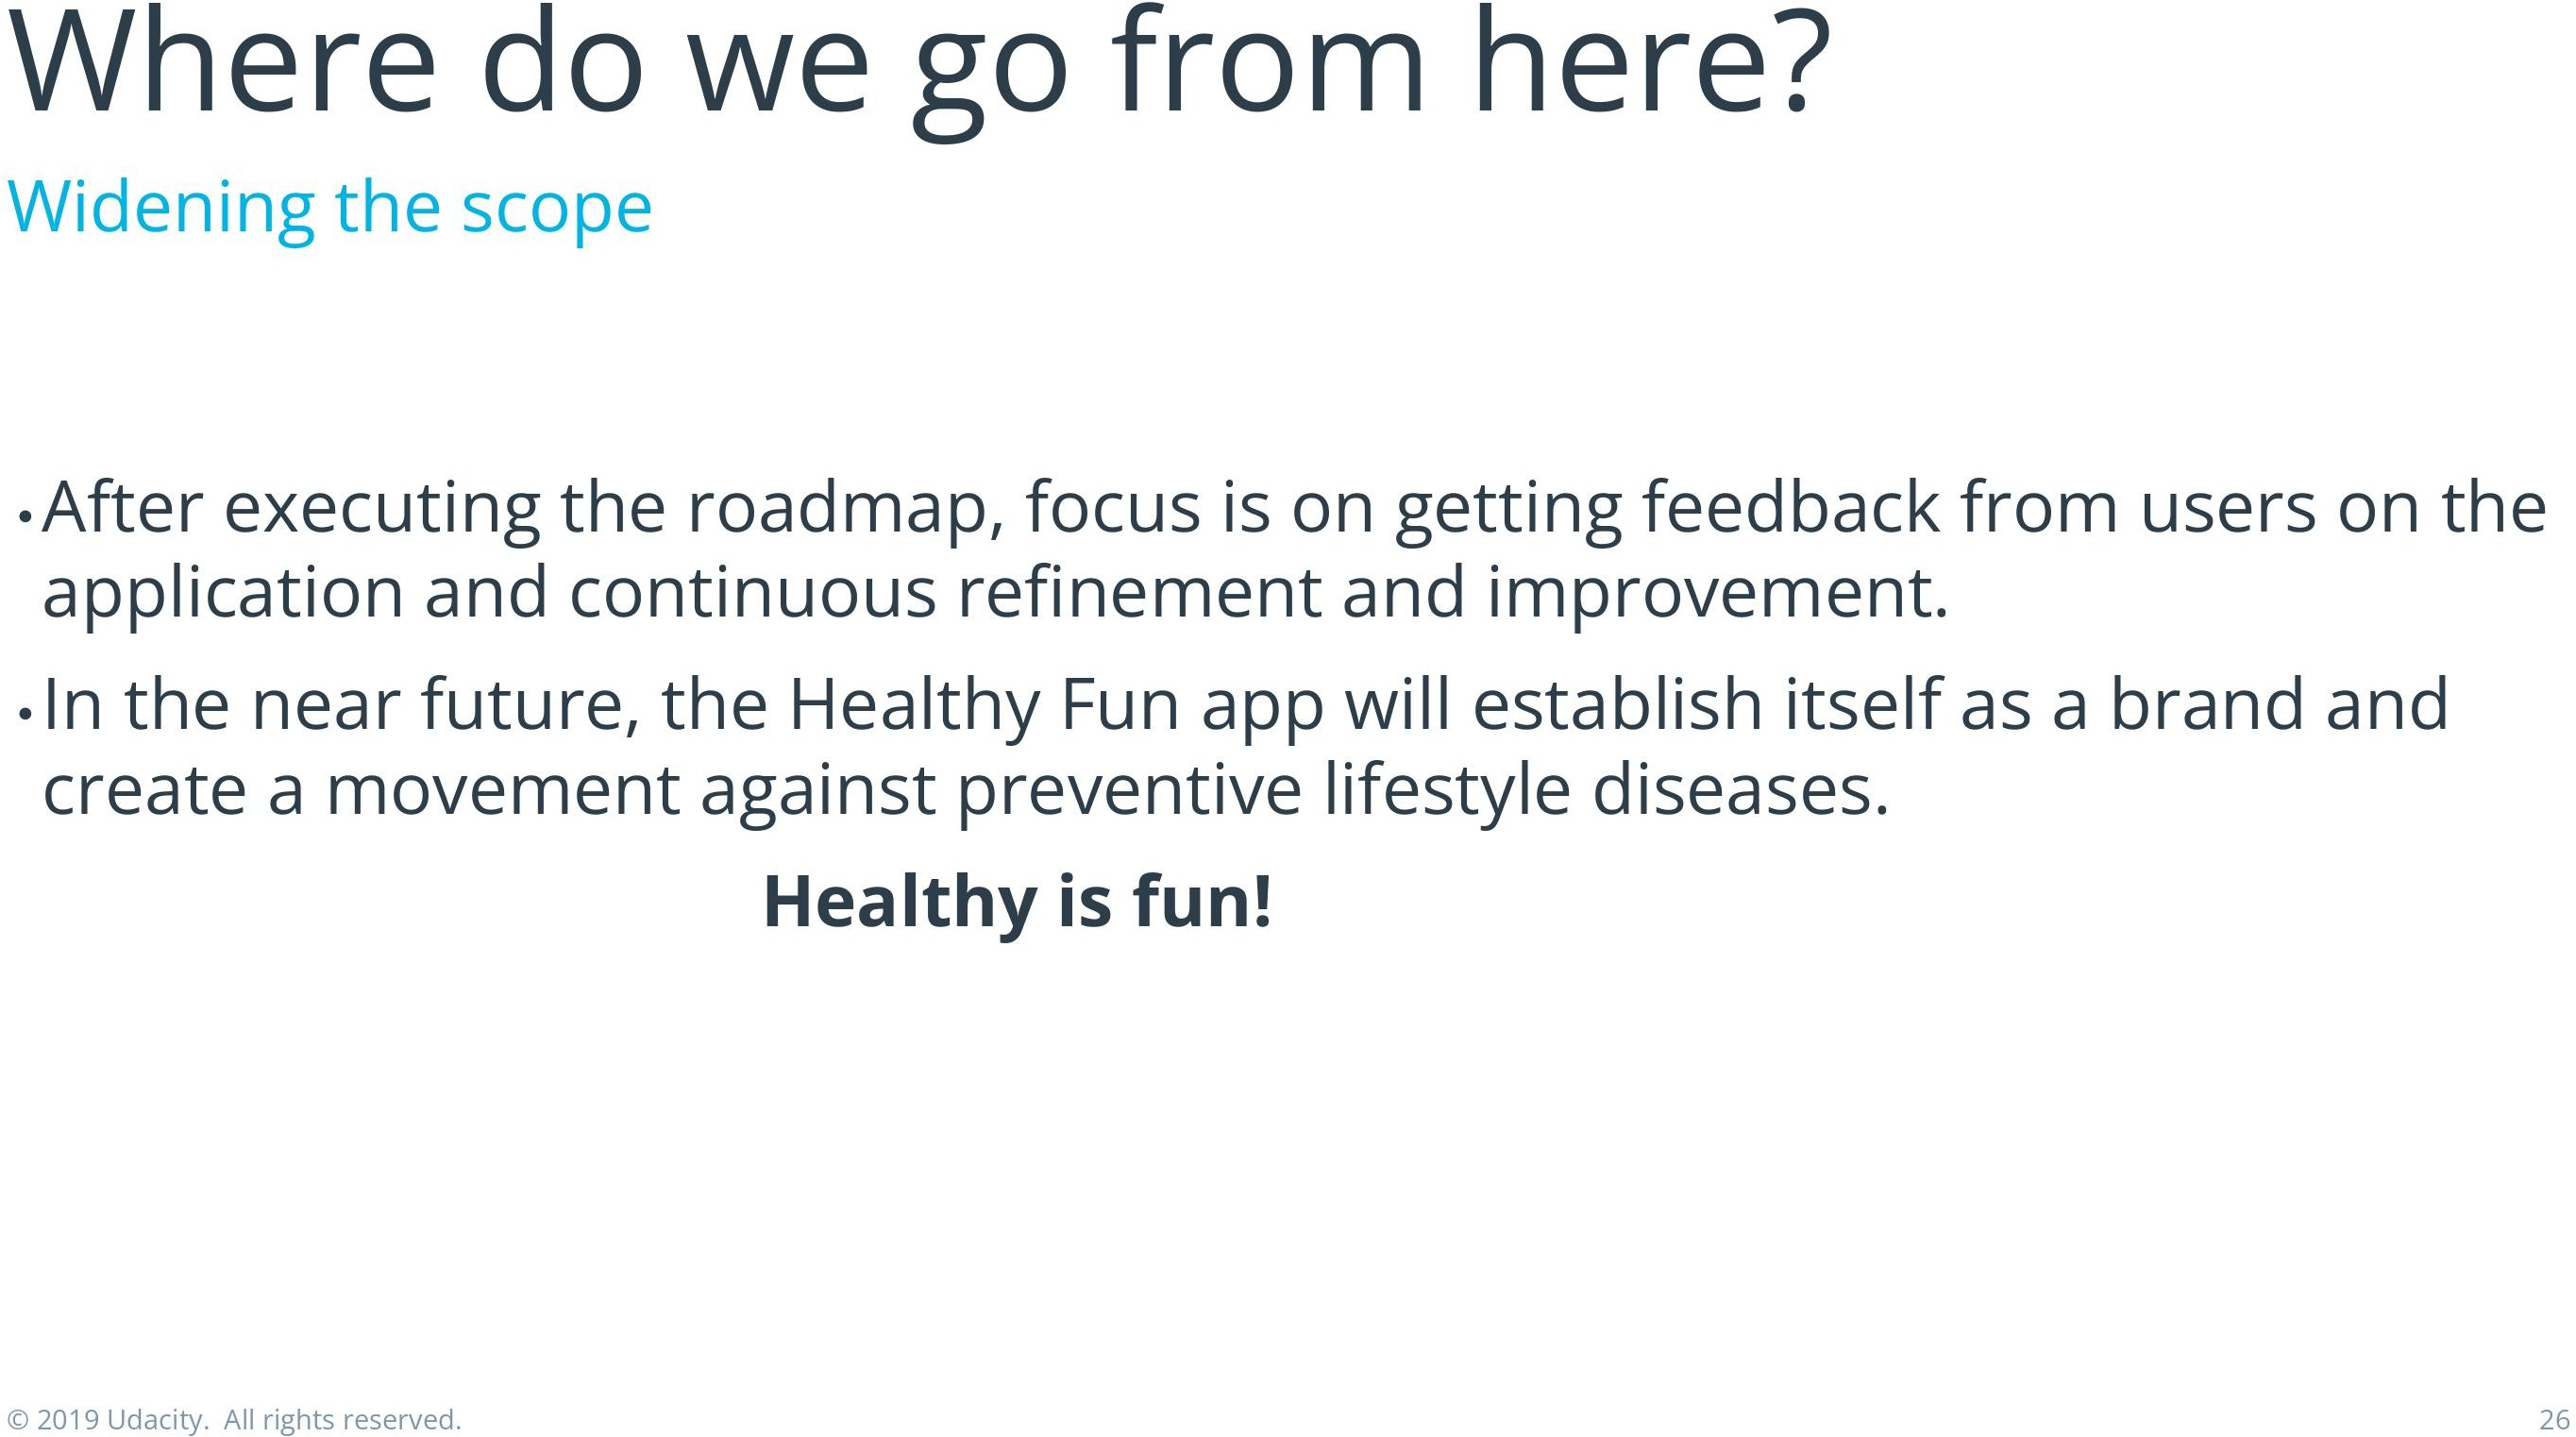 Where do we go from here?
Widening the scope
• After executing the roadmap, focus is on getting feedback from users on the
application and continuous refinement and improvement.
• In the near future, the Healthy Fun app will establish itself as a brand and
create a movement against preventive lifestyle diseases.
Healthy is fun!
© 2019 Udacity.  All rights reserved.
26